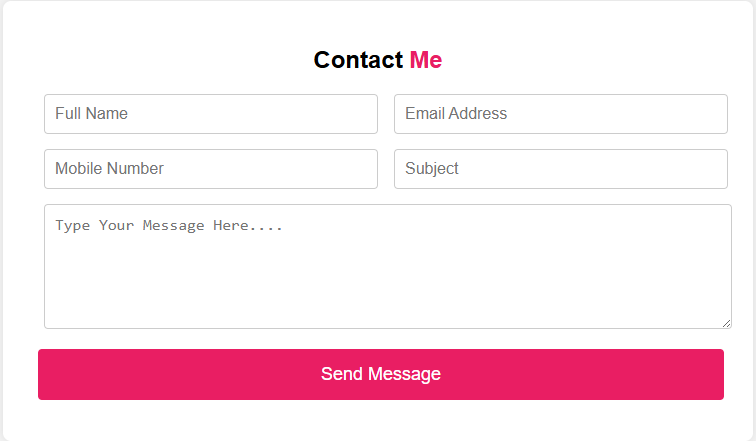 Contact Me
Full Name
Email Address
Mobile Number
Subject
Type Your Message Here....
Send Message